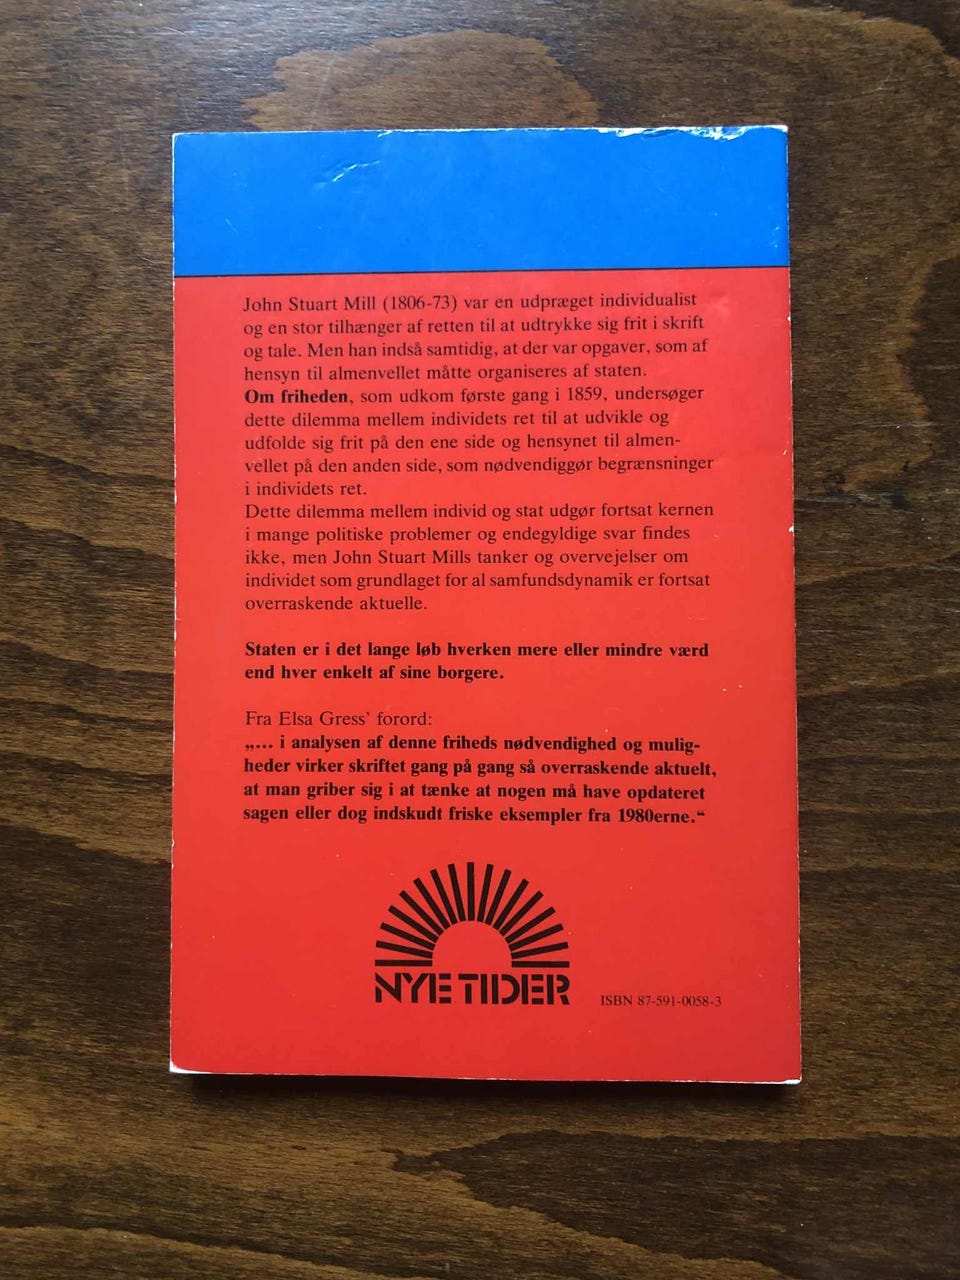 John Stuart Mill (1806-73) var en udpræget individualist
og en stor tilhænger af retten til at udtrykke sig frit i skrift
og tale. Men han indså samtidig, at der var opgaver, som af
hensyn til almenvellet måtte organiseres af staten.
Om friheden, som udkom første gang i 1859, undersøger
dette dilemma mellem individets ret til at udvikle og
udfolde sig frit på den ene side og hensynet til almen-
vellet på den anden side, som nødvendiggør begrænsninger
i individets ret.
Dette dilemma mellem individ og stat udgør fortsat kernen
i mange politiske problemer og endegyldige svar findes
ikke, men John Stuart Mills tanker og overvejelser om
individet som grundlaget for al samfundsdynamik er fortsat
overraskende aktuelle.
Staten er i det lange løb hverken mere eller mindre værd
end hver enkelt af sine borgere.
Fra Elsa Gress' forord:
„... i analysen af denne friheds nødvendighed og mulig-
heder virker skriftet gang på gang så overraskende aktuelt,
at man griber sig i at tænke at nogen må have opdateret
sagen eller dog indskudt friske eksempler fra 1980erne.“
NYE TIDER
ISBN 87-591-0058-3